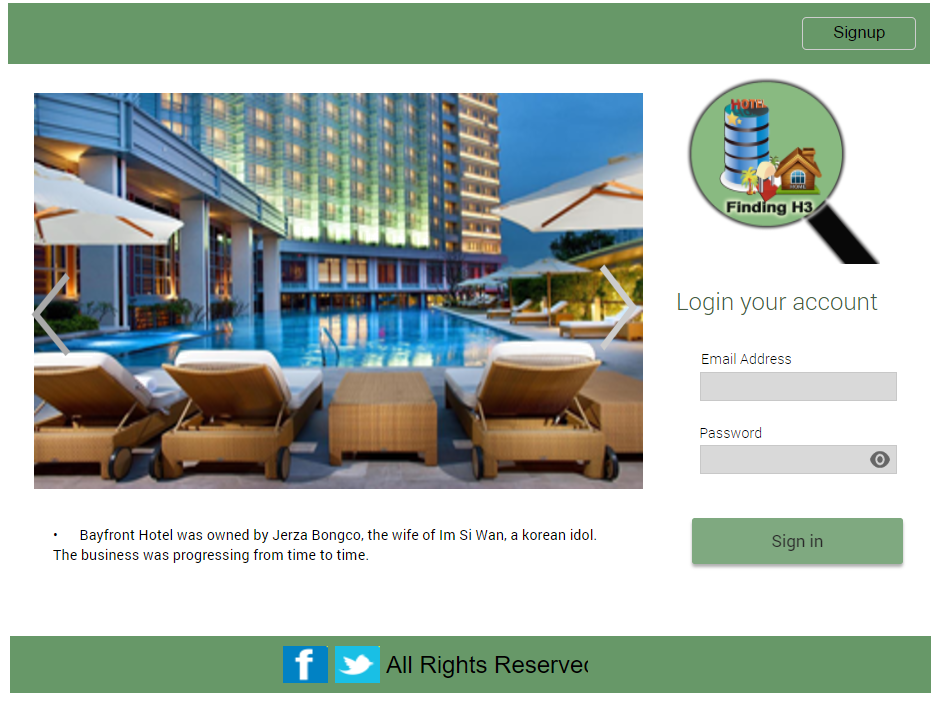 Signup
HOTEL
HOME
Finding H3
Login your account
Email Address
Password
• Bayfront Hotel was owned by Jerza Bongco, the wife of Im Si Wan, a korean idol.
The business was progressing from time to time.
Sign in
f All Rights Reserved